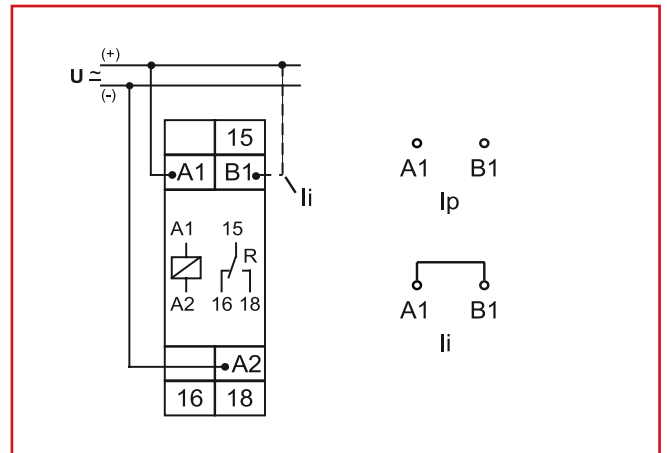 (+)
U ≂
(-)
15
A1 B1
Ii
A1 15
R
A2 16 18
A2
16 18
A1 B1
Ip
A1 B1
Ii